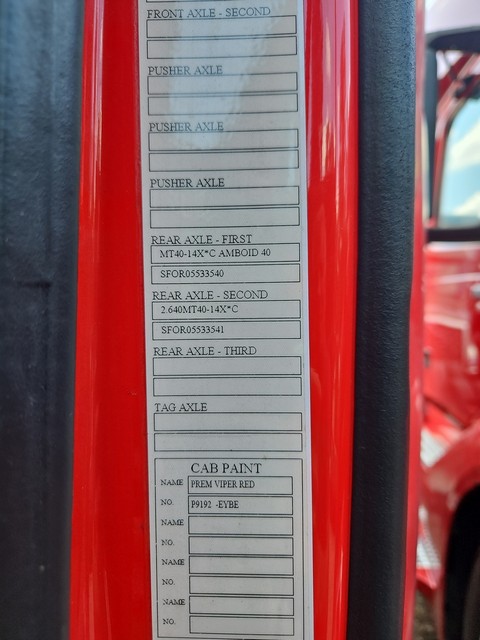 FRONT AXLE - SECOND
PUSHER AXLE
PUSHER AXLE
PUSHER AXLE
REAR AXLE - FIRST
MT40-14X*C AMBOID 40
SFOR05533540
REAR AXLE - SECOND
2.640MT40-14X*C
SFOR05533541
REAR AXLE - THIRD
TAG AXLE
CAB PAINT
NAME PREM VIPER RED
NO. P9192 -EYBE
NAME
NO.
NAME
NO.
NAME
NO.